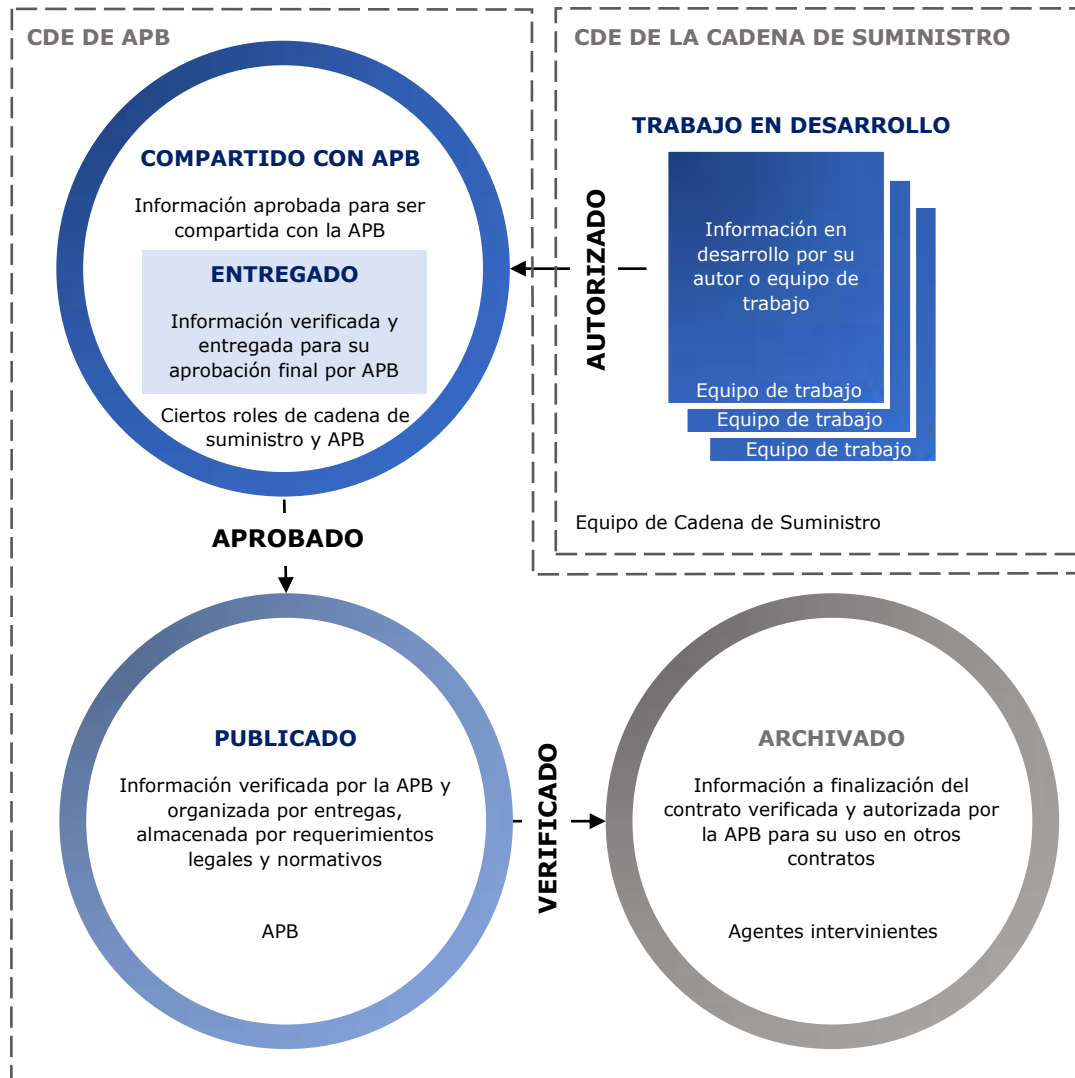 CDE DE APB
CDE DE LA CADENA DE SUMINISTRO
COMPARTIDO CON APB
Información aprobada para ser
compartida con la APB
ENTREGADO
Información verificada y
entregada para su
aprobación final por APB
Ciertos roles de cadena de
suministro y APB
AUTORIZADO
TRABAJO EN DESARROLLO
Información en
desarrollo por su
autor o equipo de
trabajo
Equipo de trabajo
Equipo de trabajo
Equipo de trabajo
Equipo de Cadena de Suministro
APROBADO
PUBLICADO
Información verificada por la APB y
organizada por entregas,
almacenada por requerimientos
legales y normativos
APB
VERIFICADO
ARCHIVADO
Información a finalización del
contrato verificada y autorizada por
la APB para su uso en otros
contratos
Agentes intervinientes